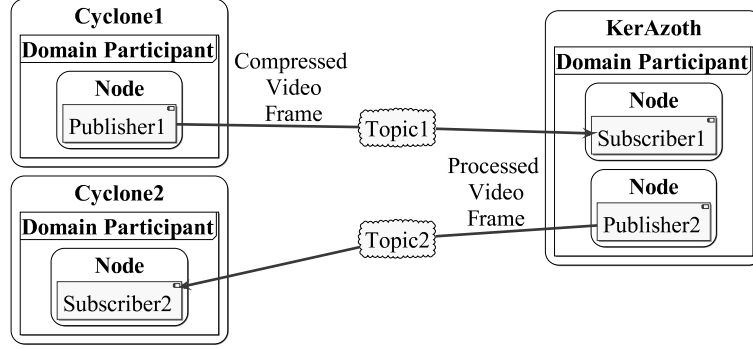 Cyclone1
Domain Participant
Node
Publisher1
Compressed
Video
Frame
Topic1
KerAzoth
Domain Participant
Node
Subscriber1
Node
Publisher2
Processed
Video
Frame
Topic2
Cyclone2
Domain Participant
Node
Subscriber2